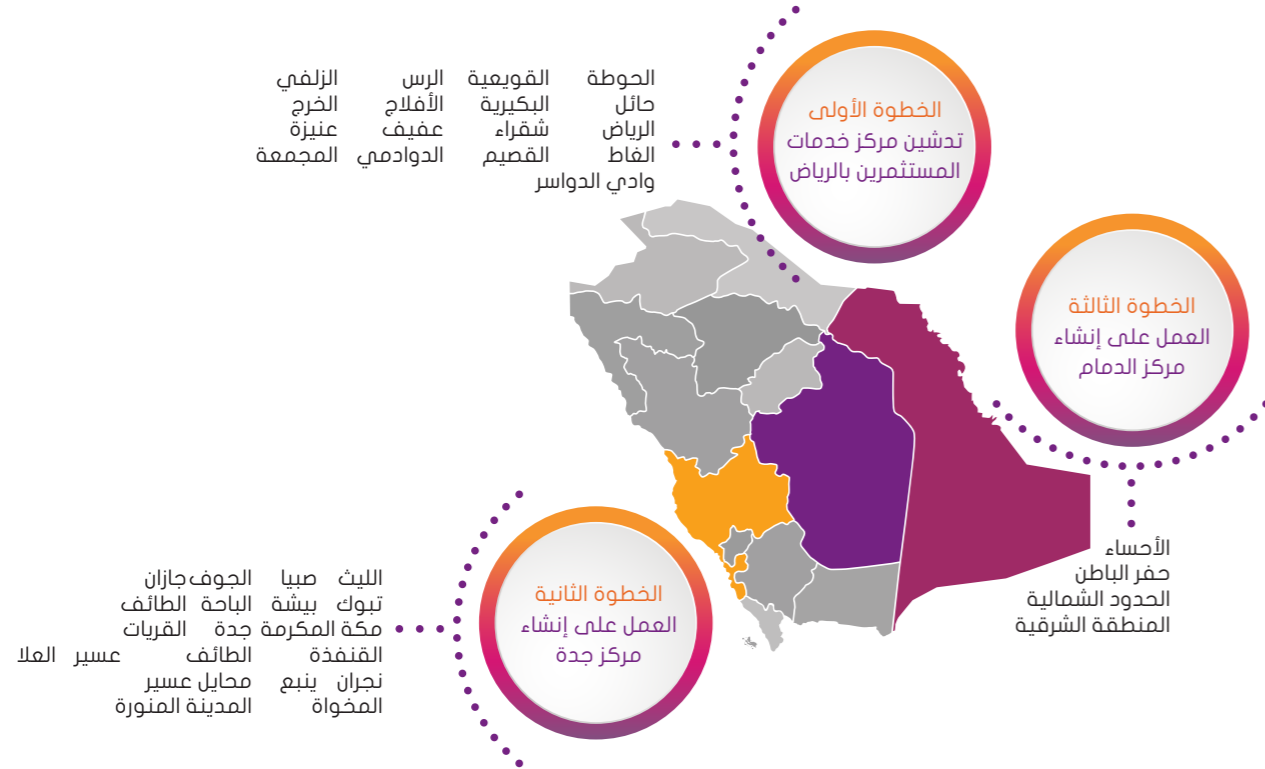 الخطوة الأولى
تدشين مركز خدمات
المستثمرين بالرياض
الحوطة القويعية الرس الزلفي
حائل البكيرية الأفلاج الخرج
الرياض شقراء عفيف عنيزة
الغاط القصيم الدوادمي المجمعة
وادي الدواسر
الخطوة الثالثة
العمل على إنشاء
مركز الدمام
الأحساء
حفر الباطن
الحدود الشمالية
المنطقة الشرقية
الخطوة الثانية
العمل على إنشاء
مركز جدة
الليث صبيا الجوف جازان
تبوك بيشة الباحة الطائف
مكة المكرمة جدة القريات
القنفذة الطائف عسير العلا
نجران ينبع محايل عسير
المخواة المدينة المنورة